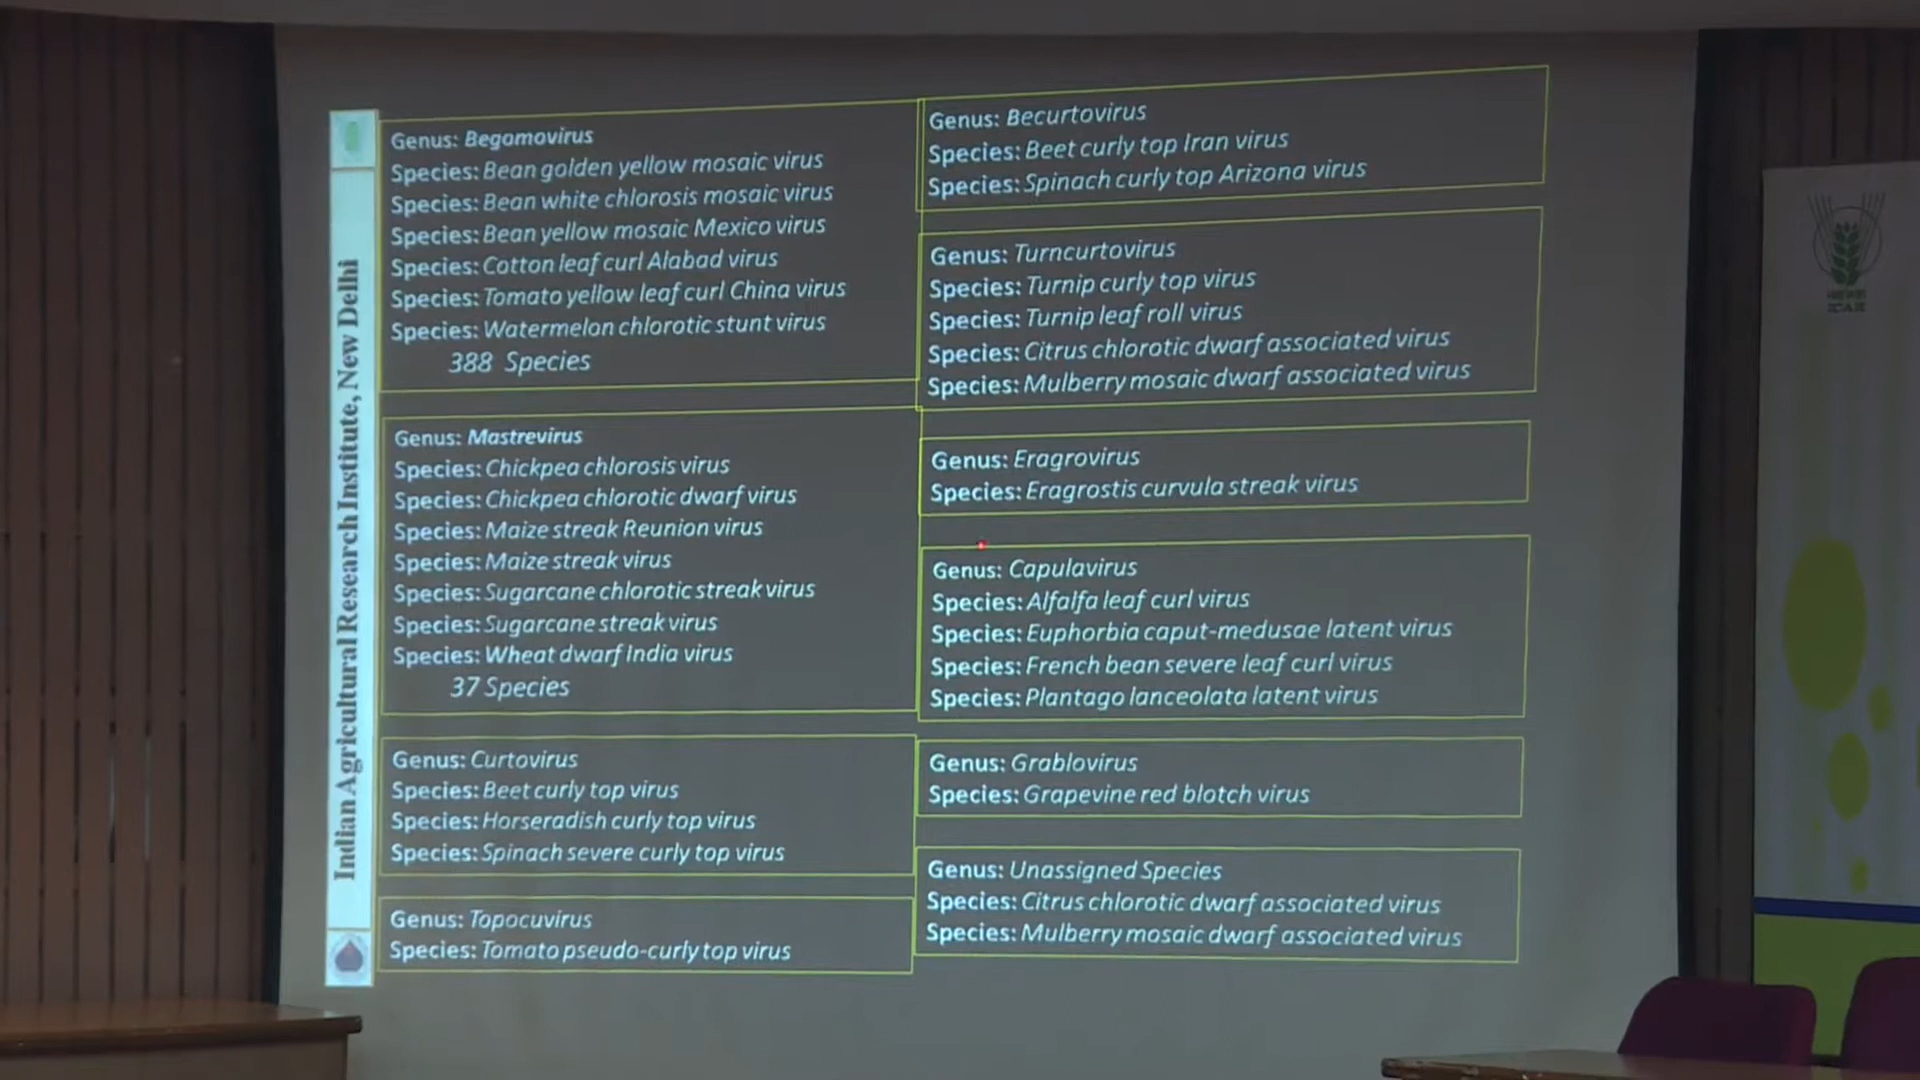 Indian Agricultural Research Institute, New Delhi
Genus: Begomovirus
Species: Bean golden yellow mosaic virus
Species: Bean white chlorosis mosaic virus
Species: Bean yellow mosaic Mexico virus
Species: Cotton leaf curl Alabad virus
Species: Tomato yellow leaf curl China virus
Species: Watermelon chlorotic stunt virus
388 Species
Genus: Mastrevirus
Species: Chickpea chlorosis virus
Species: Chickpea chlorotic dwarf virus
Species: Maize streak Reunion virus
Species: Maize streak virus
Species: Sugarcane chlorotic streak virus
Species: Sugarcane streak virus
Species: Wheat dwarf India virus
37 Species
Genus: Curtovirus
Species: Beet curly top virus
Species: Horseradish curly top virus
Species: Spinach severe curly top virus
Genus: Topocuvirus
Species: Tomato pseudo-curly top virus
Genus: Becurtovirus
Species: Beet curly top Iran virus
Species: Spinach curly top Arizona virus
Genus: Turncurtovirus
Species: Turnip curly top virus
Species: Turnip leaf roll virus
Species: Citrus chlorotic dwarf associated virus
Species: Mulberry mosaic dwarf associated virus
Genus: Eragrovirus
Species: Eragrostis curvula streak virus
Genus: Capulavirus
Species: Alfalfa leaf curl virus
Species: Euphorbia caput-medusae latent virus
Species: French bean severe leaf curl virus
Species: Plantago lanceolata latent virus
Genus: Grablovirus
Species: Grapevine red blotch virus
Genus: Unassigned Species
Species: Citrus chlorotic dwarf associated virus
Species: Mulberry mosaic dwarf associated virus
ICAR